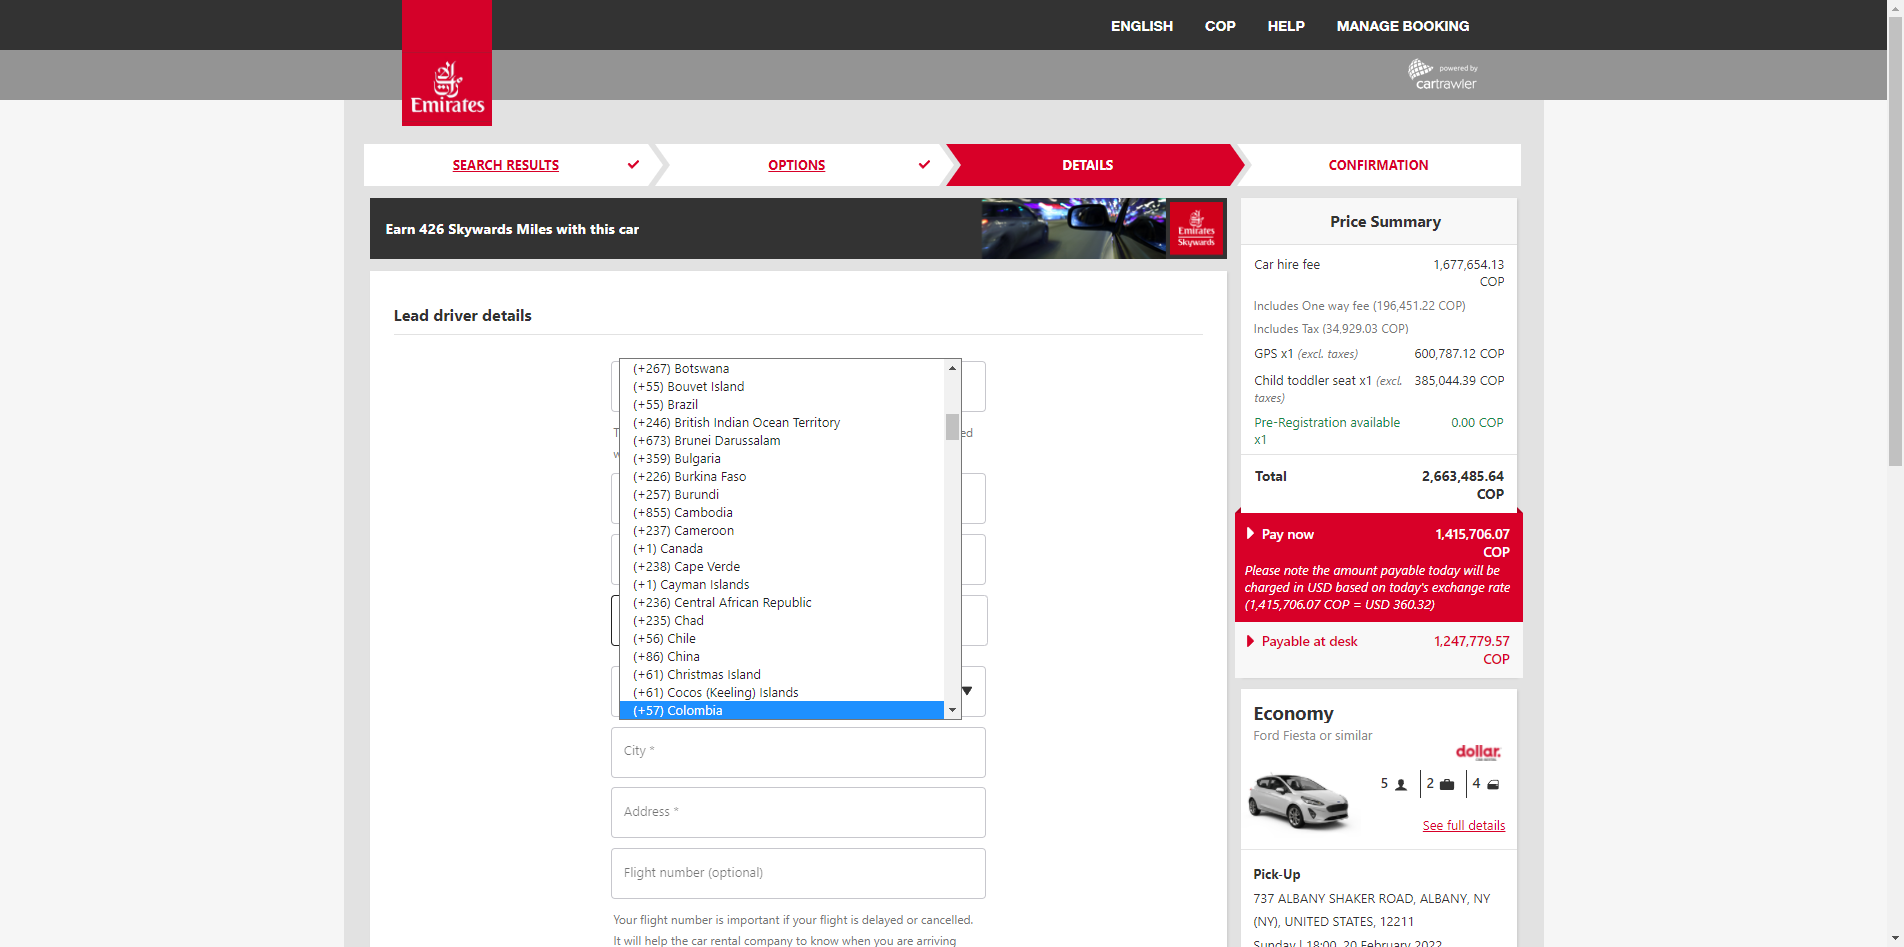 ENGLISH COP HELP MANAGE BOOKING
powered by
cartrawler
Emirates
SEARCH RESULTS OPTIONS DETAILS CONFIRMATION
Earn 426 Skywards Miles with this car
Emirates
Skywards
Lead driver details
(+267) Botswana
(+55) Bouvet Island
(+55) Brazil
(+246) British Indian Ocean Territory
(+673) Brunei Darussalam
(+359) Bulgaria
(+226) Burkina Faso
(+257) Burundi
(+855) Cambodia
(+237) Cameroon
(+1) Canada
(+238) Cape Verde
(+1) Cayman Islands
(+236) Central African Republic
(+235) Chad
(+56) Chile
(+86) China
(+61) Christmas Island
(+61) Cocos (Keeling) Islands
(+57) Colombia
City *
Address *
Flight number (optional)
Your flight number is important if your flight is delayed or cancelled.
It will help the car rental company to know when you are arriving
Price Summary
Car hire fee 1,677,654.13
COP
Includes One way fee (196,451.22 COP)
Includes Tax (34,929.03 COP)
GPS x1 (excl. taxes) 600,787.12 COP
Child toddler seat x1 (excl. 385,044.39 COP
taxes)
Pre-Registration available 0.00 COP
x1
Total 2,663,485.64
COP
Pay now 1,415,706.07
COP
Please note the amount payable today will be
charged in USD based on today's exchange rate
(1,415,706.07 COP = USD 360.32)
Payable at desk 1,247,779.57
COP
Economy
Ford Fiesta or similar
dollar.
5 2 4
See full details
Pick-Up
737 ALBANY SHAKER ROAD, ALBANY, NY
(NY), UNITED STATES, 12211
Sunday | 18:00, 20 February 2022